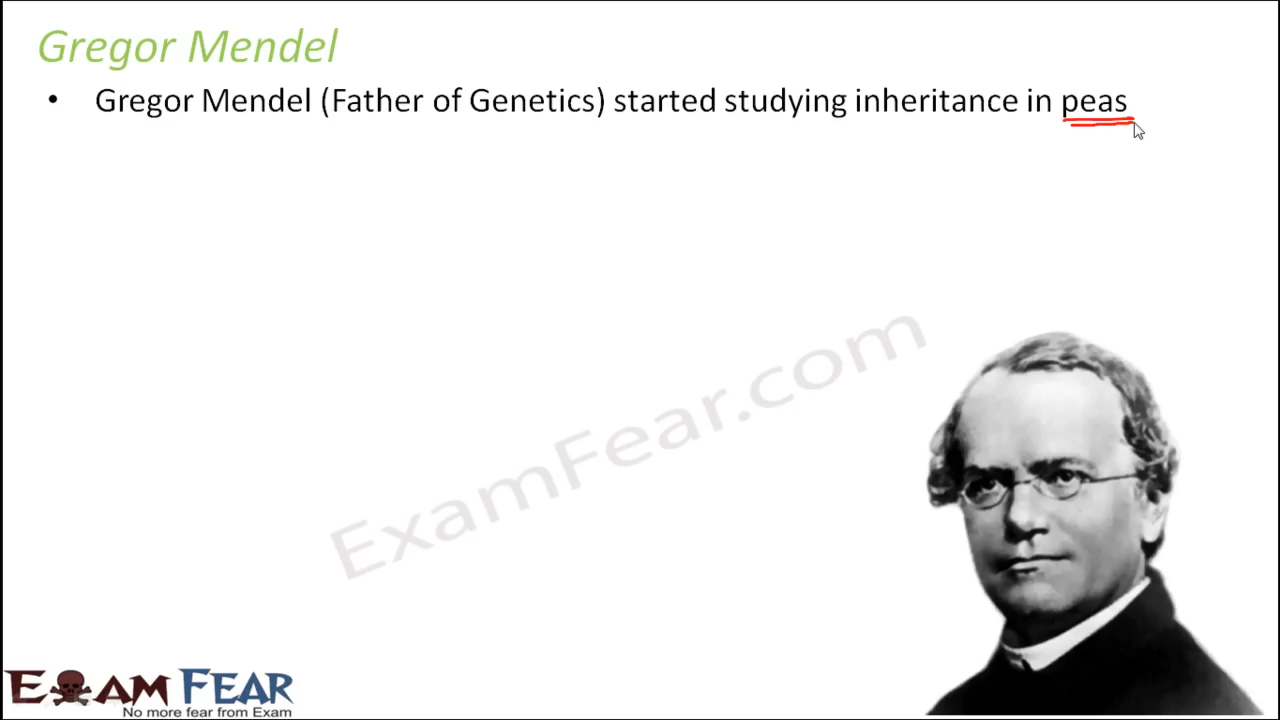 Gregor Mendel
• Gregor Mendel (Father of Genetics) started studying inheritance in peas
ExamFear.com
EXAM FEAR
No more fear from Exam